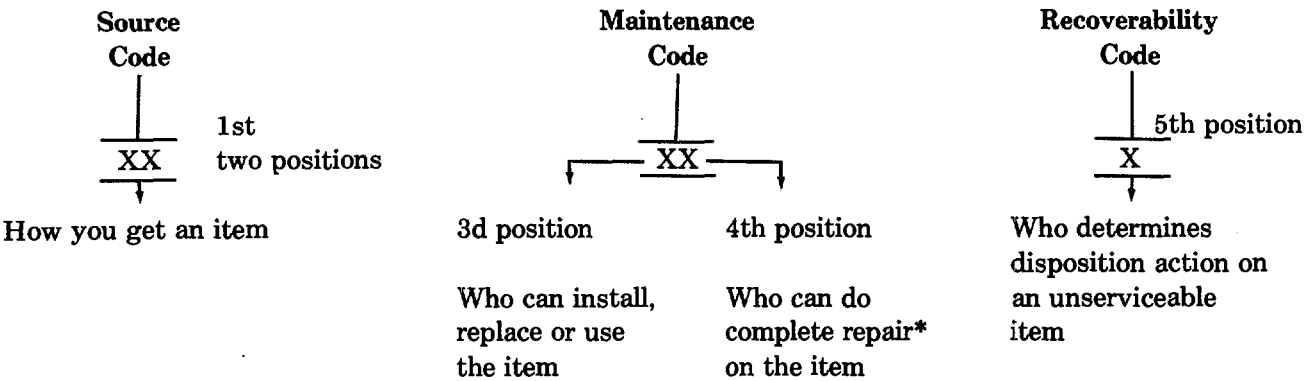 Source
Code
XX
1st
two positions
How you get an item
Maintenance
Code
XX
3d position
Who can install,
replace or use
the item
4th position
Who can do
complete repair*
on the item
Recoverability
Code
5th position
X
Who determines
disposition action on
an unserviceable
item